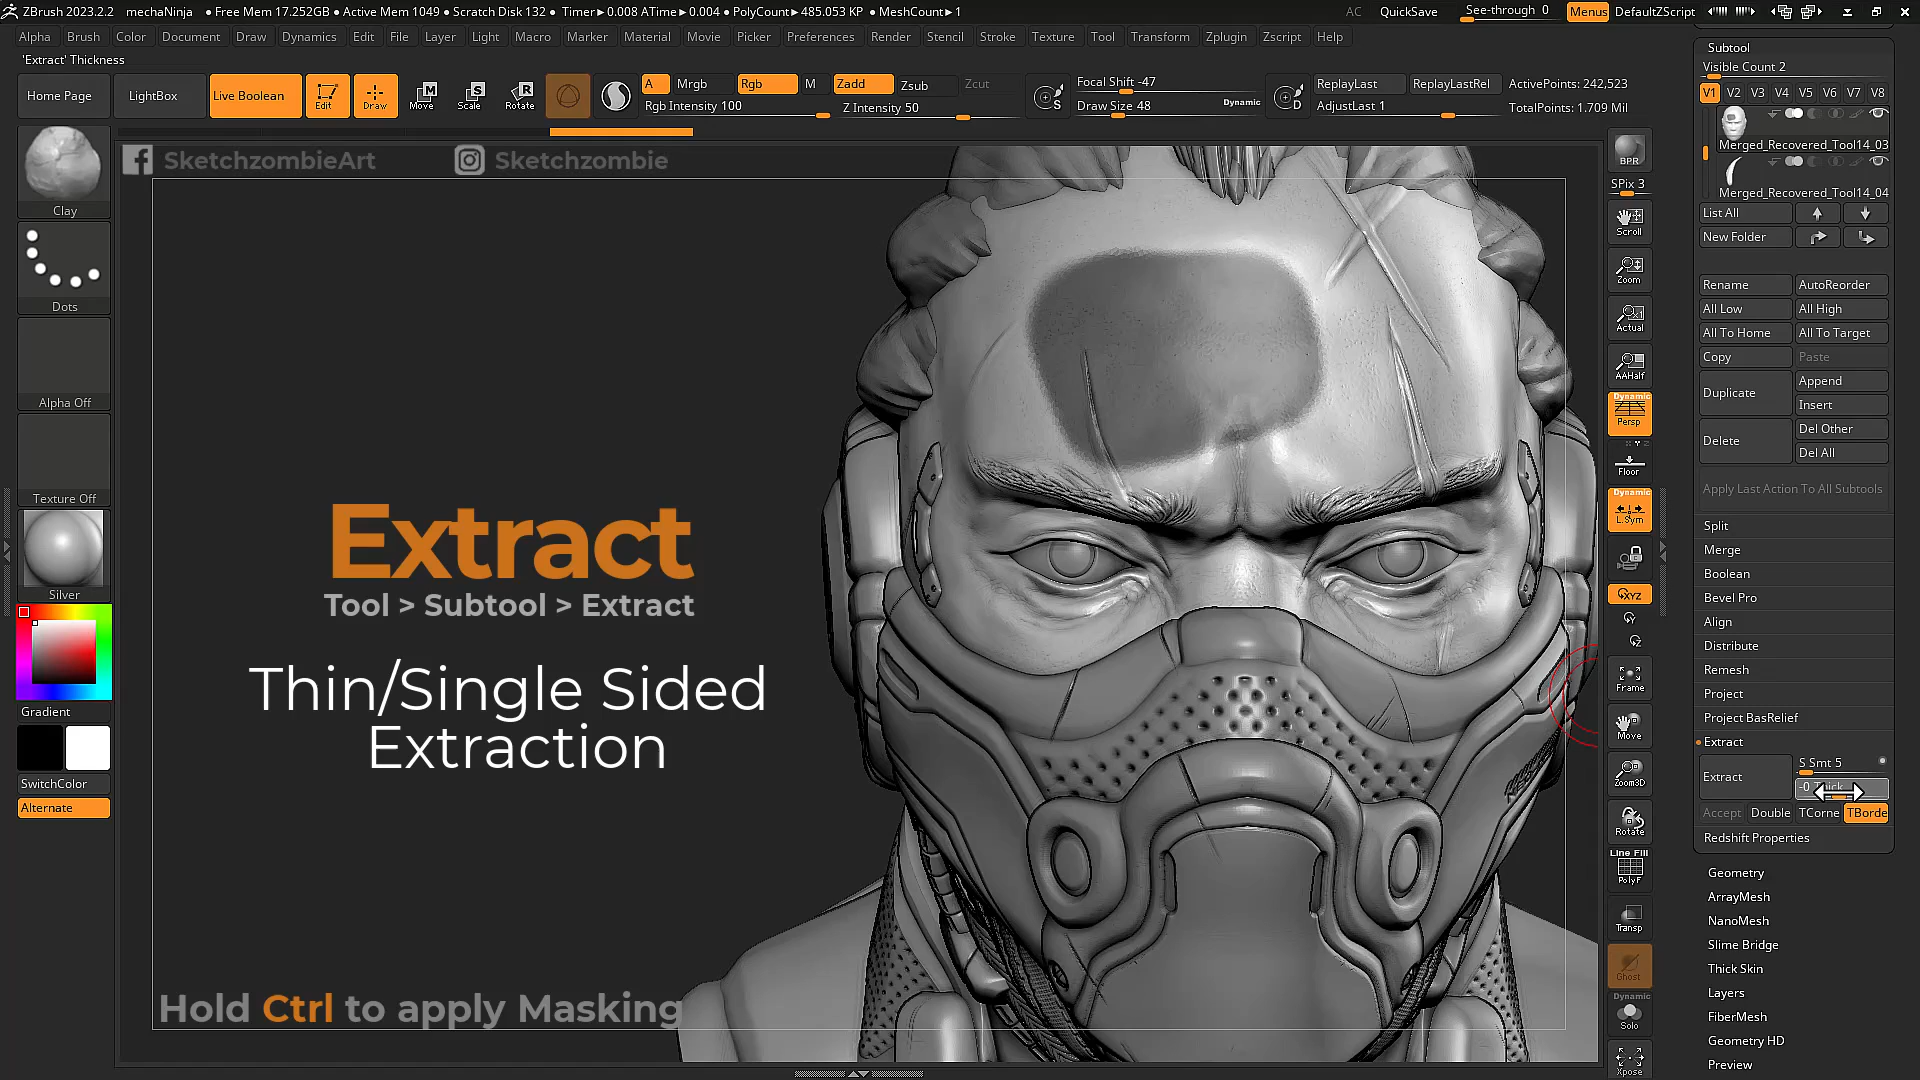 ZBrush 2023.2.2 mechaNinja ● Free Mem 17.252GB ● Active Mem 1049 ● Scratch Disk 132 ● Timer▸0.008 ATime▸0.004 ● PolyCount▸485.053 KP ● MeshCount▸1
AC QuickSave See-through 0 Menus DefaultZScript
Alpha Brush Color Document Draw Dynamics Edit File Layer Light Macro Marker Material Movie Picker Preferences Render Stencil Stroke Texture Tool Transform Zplugin Zscript Help
'Extract' Thickness
Home Page LightBox Live Boolean Edit Draw Move Scale Rotate
M S R
A Mrgb Rgb M Zadd Zsub Zcut
Rgb Intensity 100 Z Intensity 50
S Focal Shift -47
Draw Size 48 Dynamic
D ReplayLast ReplayLastRel ActivePoints: 242,523
AdjustLast 1 TotalPoints: 1.709 Mil
Clay
Dots
Alpha Off
Texture Off
Silver
Gradient
SwitchColor
Alternate
SketchzombieArt Sketchzombie
Extract
Tool > Subtool > Extract
Thin/Single Sided
Extraction
Hold Ctrl to apply Masking
BPR
SPix 3
Scroll
Zoom
Actual
AAHalf
Dynamic
Persp
Floor
Dynamic
L.Sym
XYZ
Y
Z
Frame
Move
Zoom3D
Rotate
Line Fill
PolyF
Transp
Ghost
Dynamic
Solo
Xpose
Subtool
Visible Count 2
V1 V2 V3 V4 V5 V6 V7 V8
Merged_Recovered_Tool14_03
Merged_Recovered_Tool14_04
List All
New Folder
Rename AutoReorder
All Low All High
All To Home All To Target
Copy Paste
Duplicate Append
Insert
Delete Del Other
Del All
Apply Last Action To All Subtools
Split
Merge
Boolean
Bevel Pro
Align
Distribute
Remesh
Project
Project BasRelief
Extract
Extract S Smt 5
-0 Thick
Accept Double TCorne TBorde
Redshift Properties
Geometry
ArrayMesh
NanoMesh
Slime Bridge
Thick Skin
Layers
FiberMesh
Geometry HD
Preview